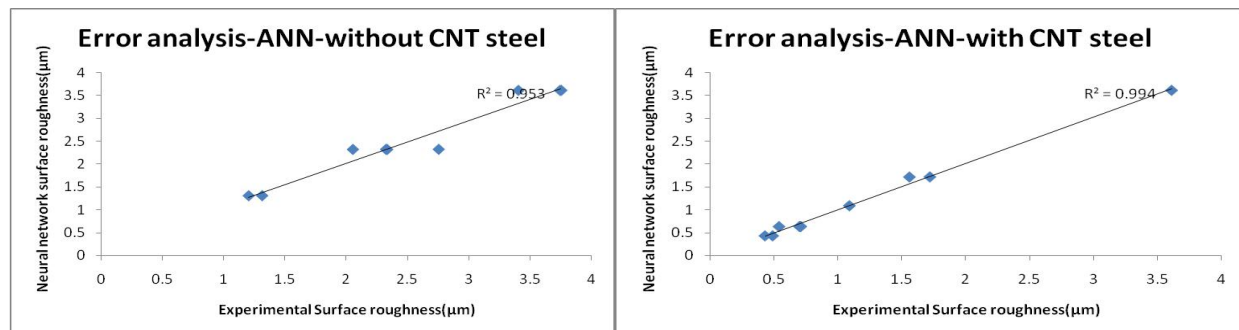 Error analysis-ANN-without CNT steel
Neural network surface roughness(µm)
4
3.5
3
2.5
2
1.5
1
0.5
0
R² = 0.953
0 1 1.5 2 2.5 3 3.5 4
Experimental Surface roughness(µm)
Error analysis-ANN-with CNT steel
Neural network surface roughness(µm)
4
3.5
3
2.5
2
1.5
1
0.5
0
R² = 0.994
0 0.5 1 1.5 2 2.5 3 3.5 4
Experimental Surface roughness(µm)